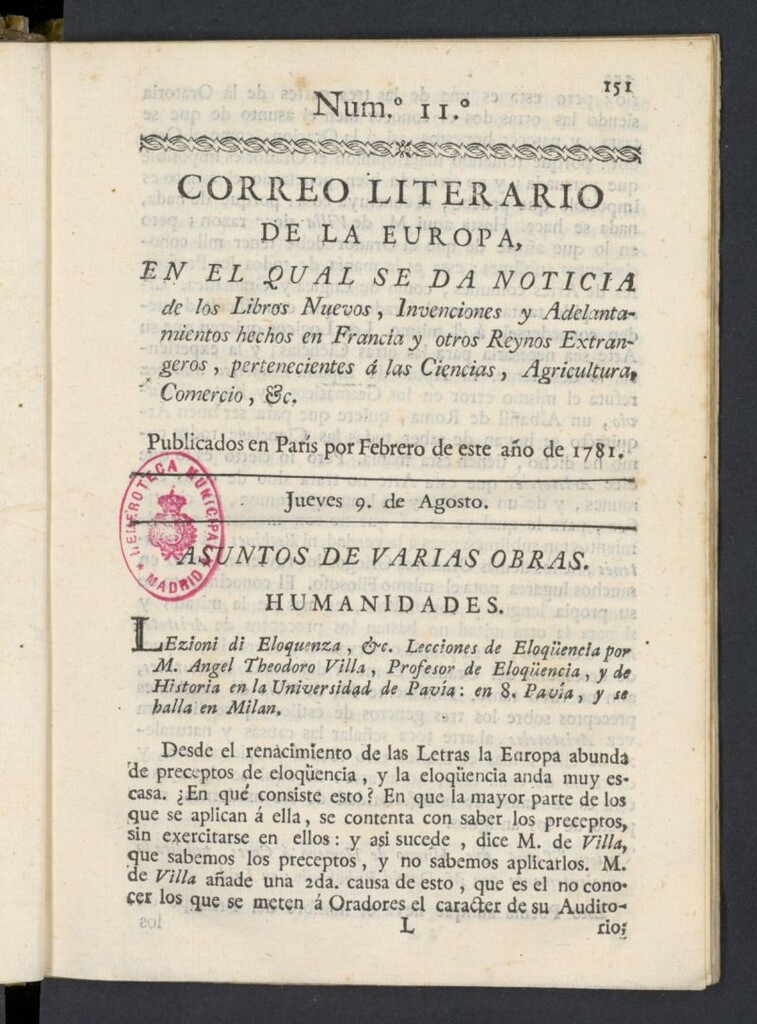 151
Num.º 11.º
CORREO LITERARIO
DE LA EUROPA,
EN EL QUAL SE DA NOTICIA
de los Libros Nuevos, Invenciones y Adelanta-
mientos hechos en Francia y otros Reynos Extran-
geros, pertenecientes á las Ciencias, Agricultura,
Comercio, &c.
Publicados en París por Febrero de este año de 1781.
Jueves 9. de Agosto.
HEMEROTECA MUNICIPAL
* MADRID *
ASUNTOS DE VARIAS OBRAS.
HUMANIDADES.
LEzioni di Eloquenza, &c. Lecciones de Eloqüencia por
M. Angel Theodoro Villa, Profesor de Eloqüencia, y de
Historia en la Universidad de Pavía: en 8. Pavía, y se
halla en Milan.
Desde el renacimiento de las Letras la Europa abunda
de preceptos de eloqüencia, y la eloqüencia anda muy es-
casa. ¿En qué consiste esto? En que la mayor parte de los
que se aplican á ella, se contenta con saber los preceptos,
sin exercitarse en ellos: y asi sucede, dice M. de Villa,
que sabemos los preceptos, y no sabemos aplicarlos. M.
de Villa añade una 2da. causa de esto, que es el no cono-
cer los que se meten á Oradores el caracter de su Audito-
L rio;